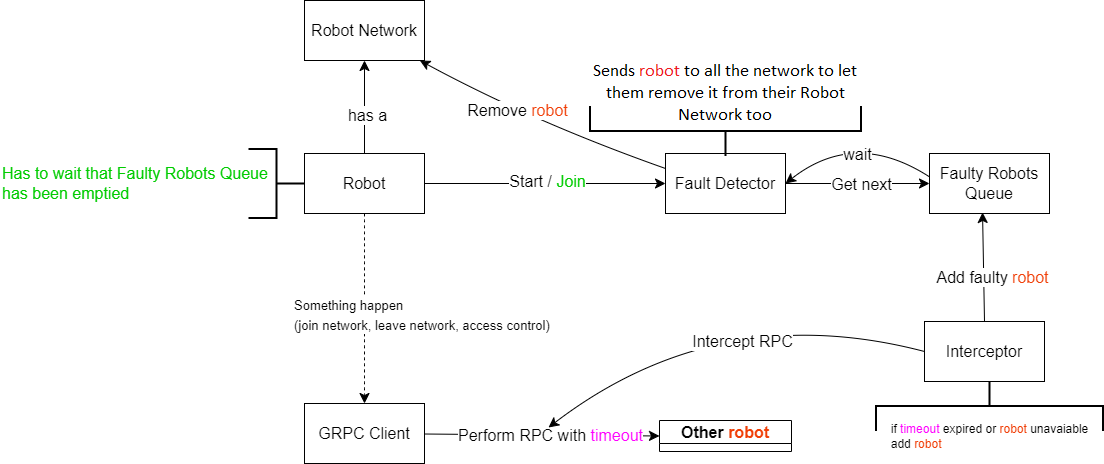 Robot Network
Sends robot to all the network to let
them remove it from their Robot
Network too
Remove robot
has a
wait
Has to wait that Faulty Robots Queue
has been emptied
Robot
Start / Join
Fault Detector
Get next
Faulty Robots
Queue
Add faulty robot
Something happen
(join network, leave network, access control)
Intercept RPC
Interceptor
GRPC Client
Perform RPC with timeout
Other robot
if timeout expired or robot unavaiable
add robot